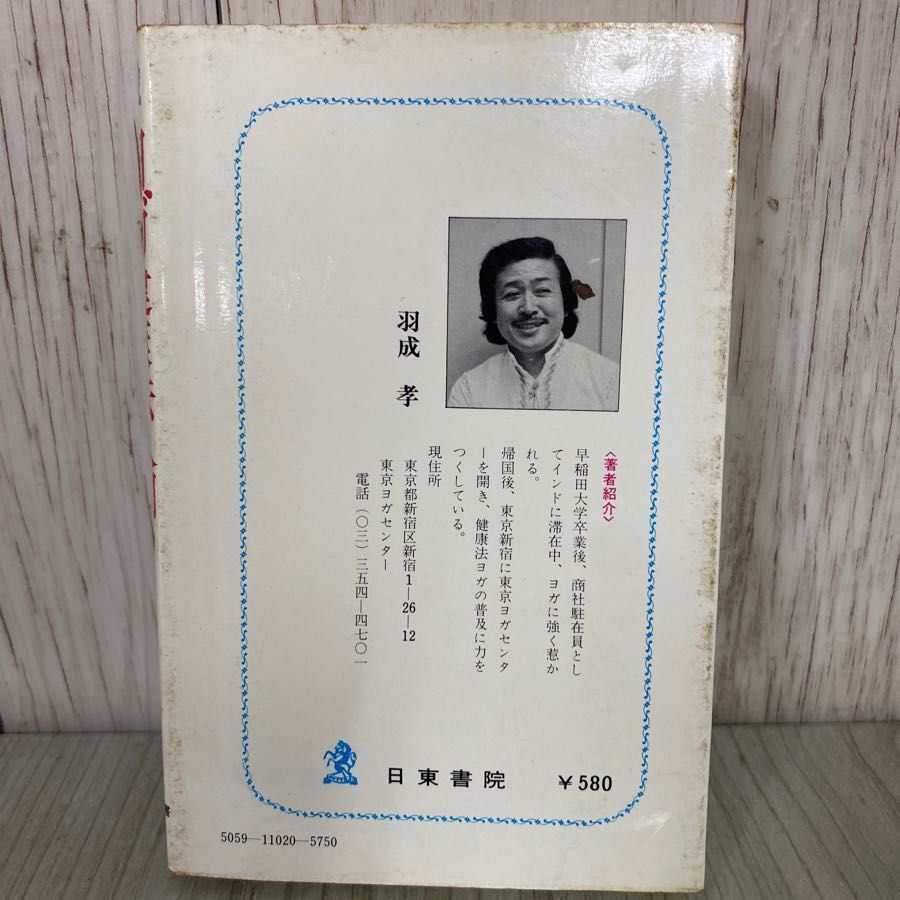 〈著者紹介〉
早稲田大学卒業後、商社駐在員とし
てインドに滞在中、ヨガに強く惹か
れる。
帰国後、東京新宿に東京ヨガセンタ
ーを開き、健康法ヨガの普及に力を
つくしている。
現住所
東京都新宿区新宿1—26—12
東京ヨガセンター
電話(〇三)三五四—四七〇一
羽成 孝
日東書院 ¥580
5059—11020—5750